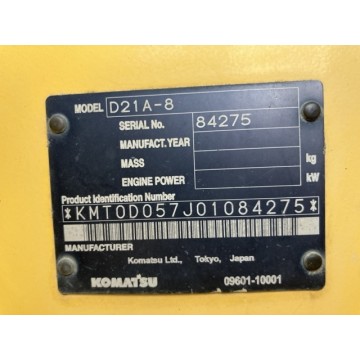 MODEL D21A-8
SERIAL No. 84275
MANUFACT.YEAR
MASS kg
ENGINE POWER kW
Product Identification Number
*KMT0D057J01084275*
MANUFACTURER
Komatsu Ltd., Tokyo, Japan
KOMATSU 09601-10001